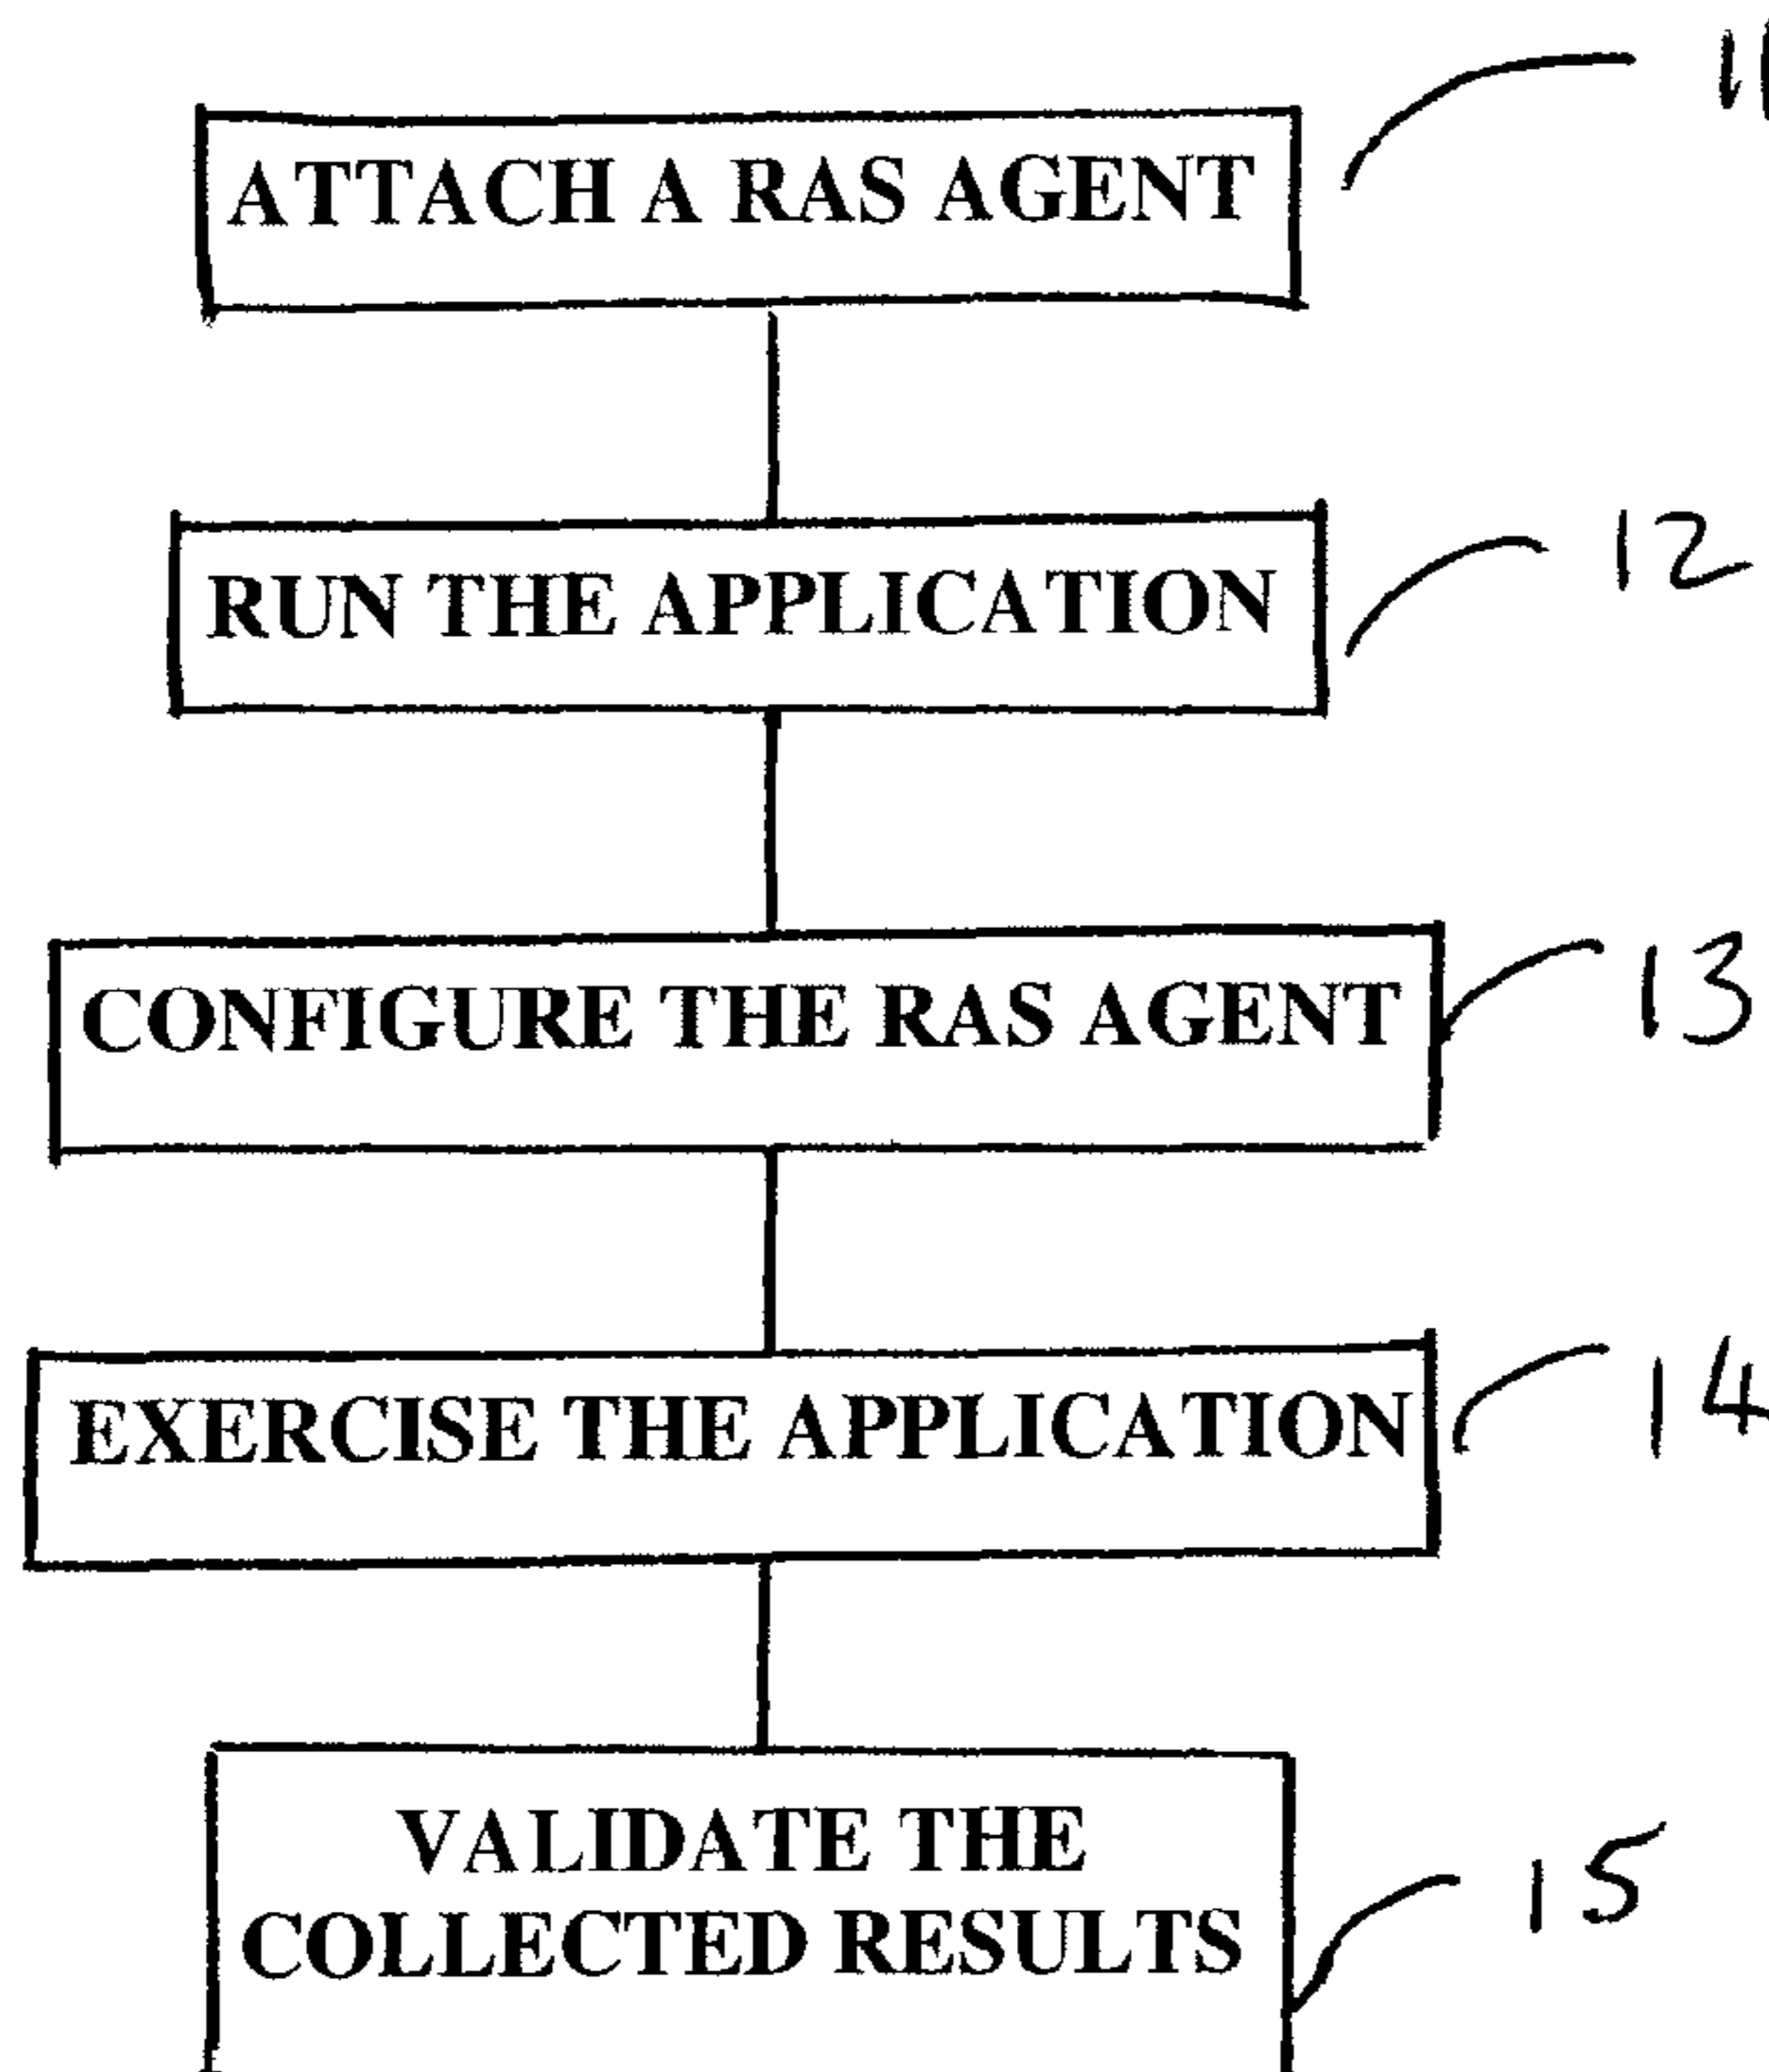 ATTACH A RAS AGENT
11
RUN THE APPLICATION
12
CONFIGURE THE RAS AGENT
13
EXERCISE THE APPLICATION
14
VALIDATE THE
COLLECTED RESULTS
15